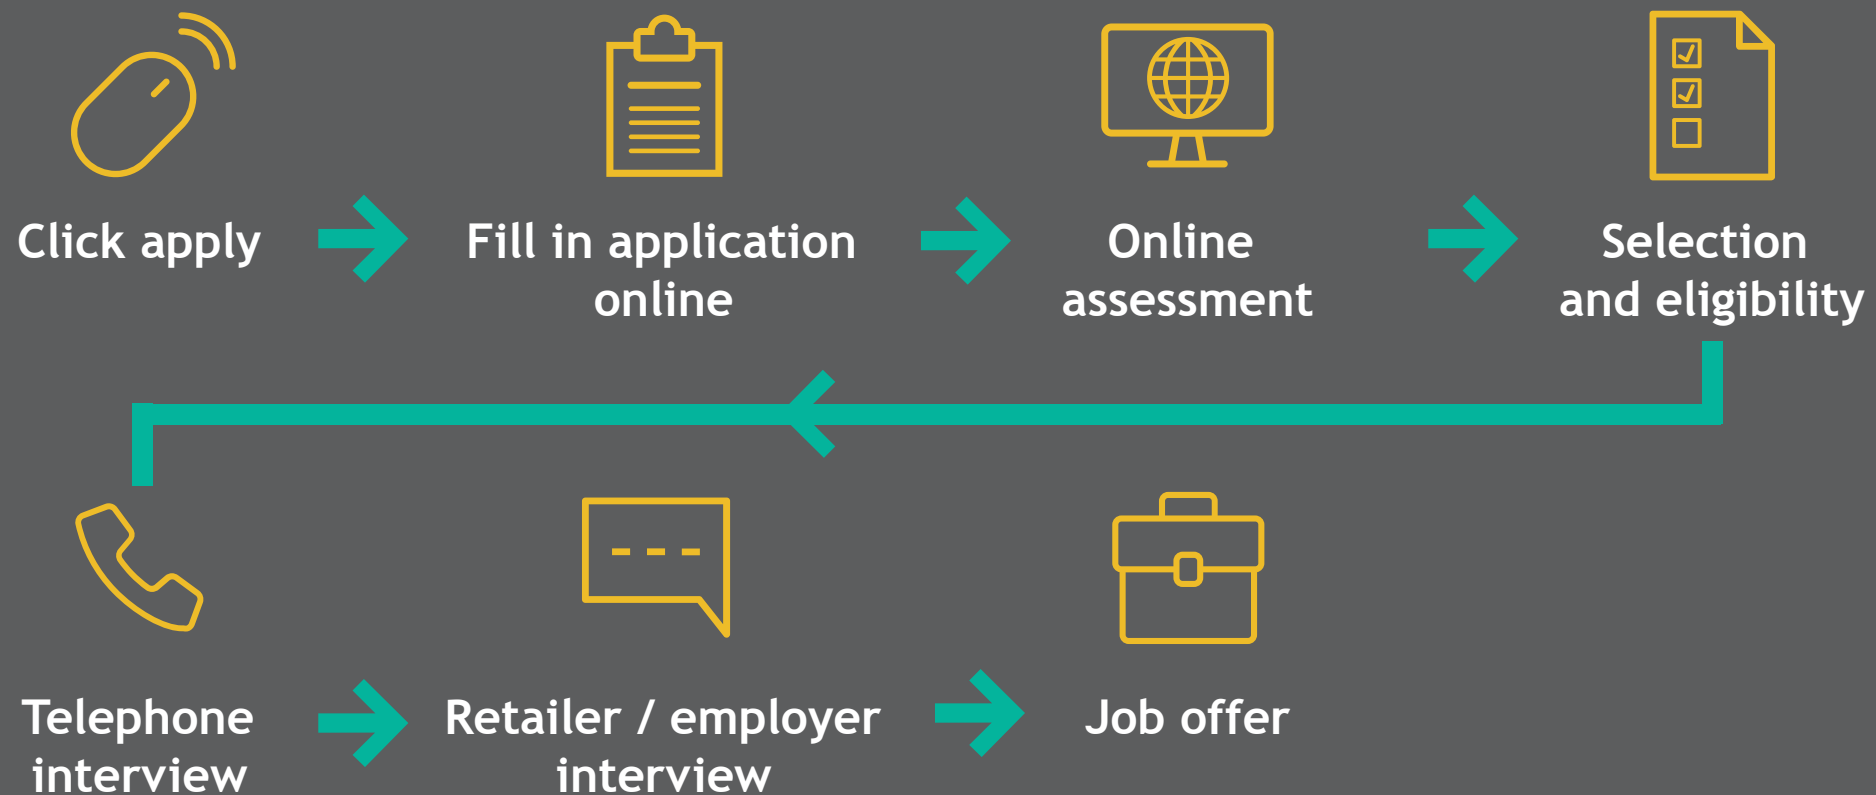 Click apply
Fill in application
online
Online
assessment
Selection
and eligibility
Telephone
interview
Retailer / employer
interview
Job offer